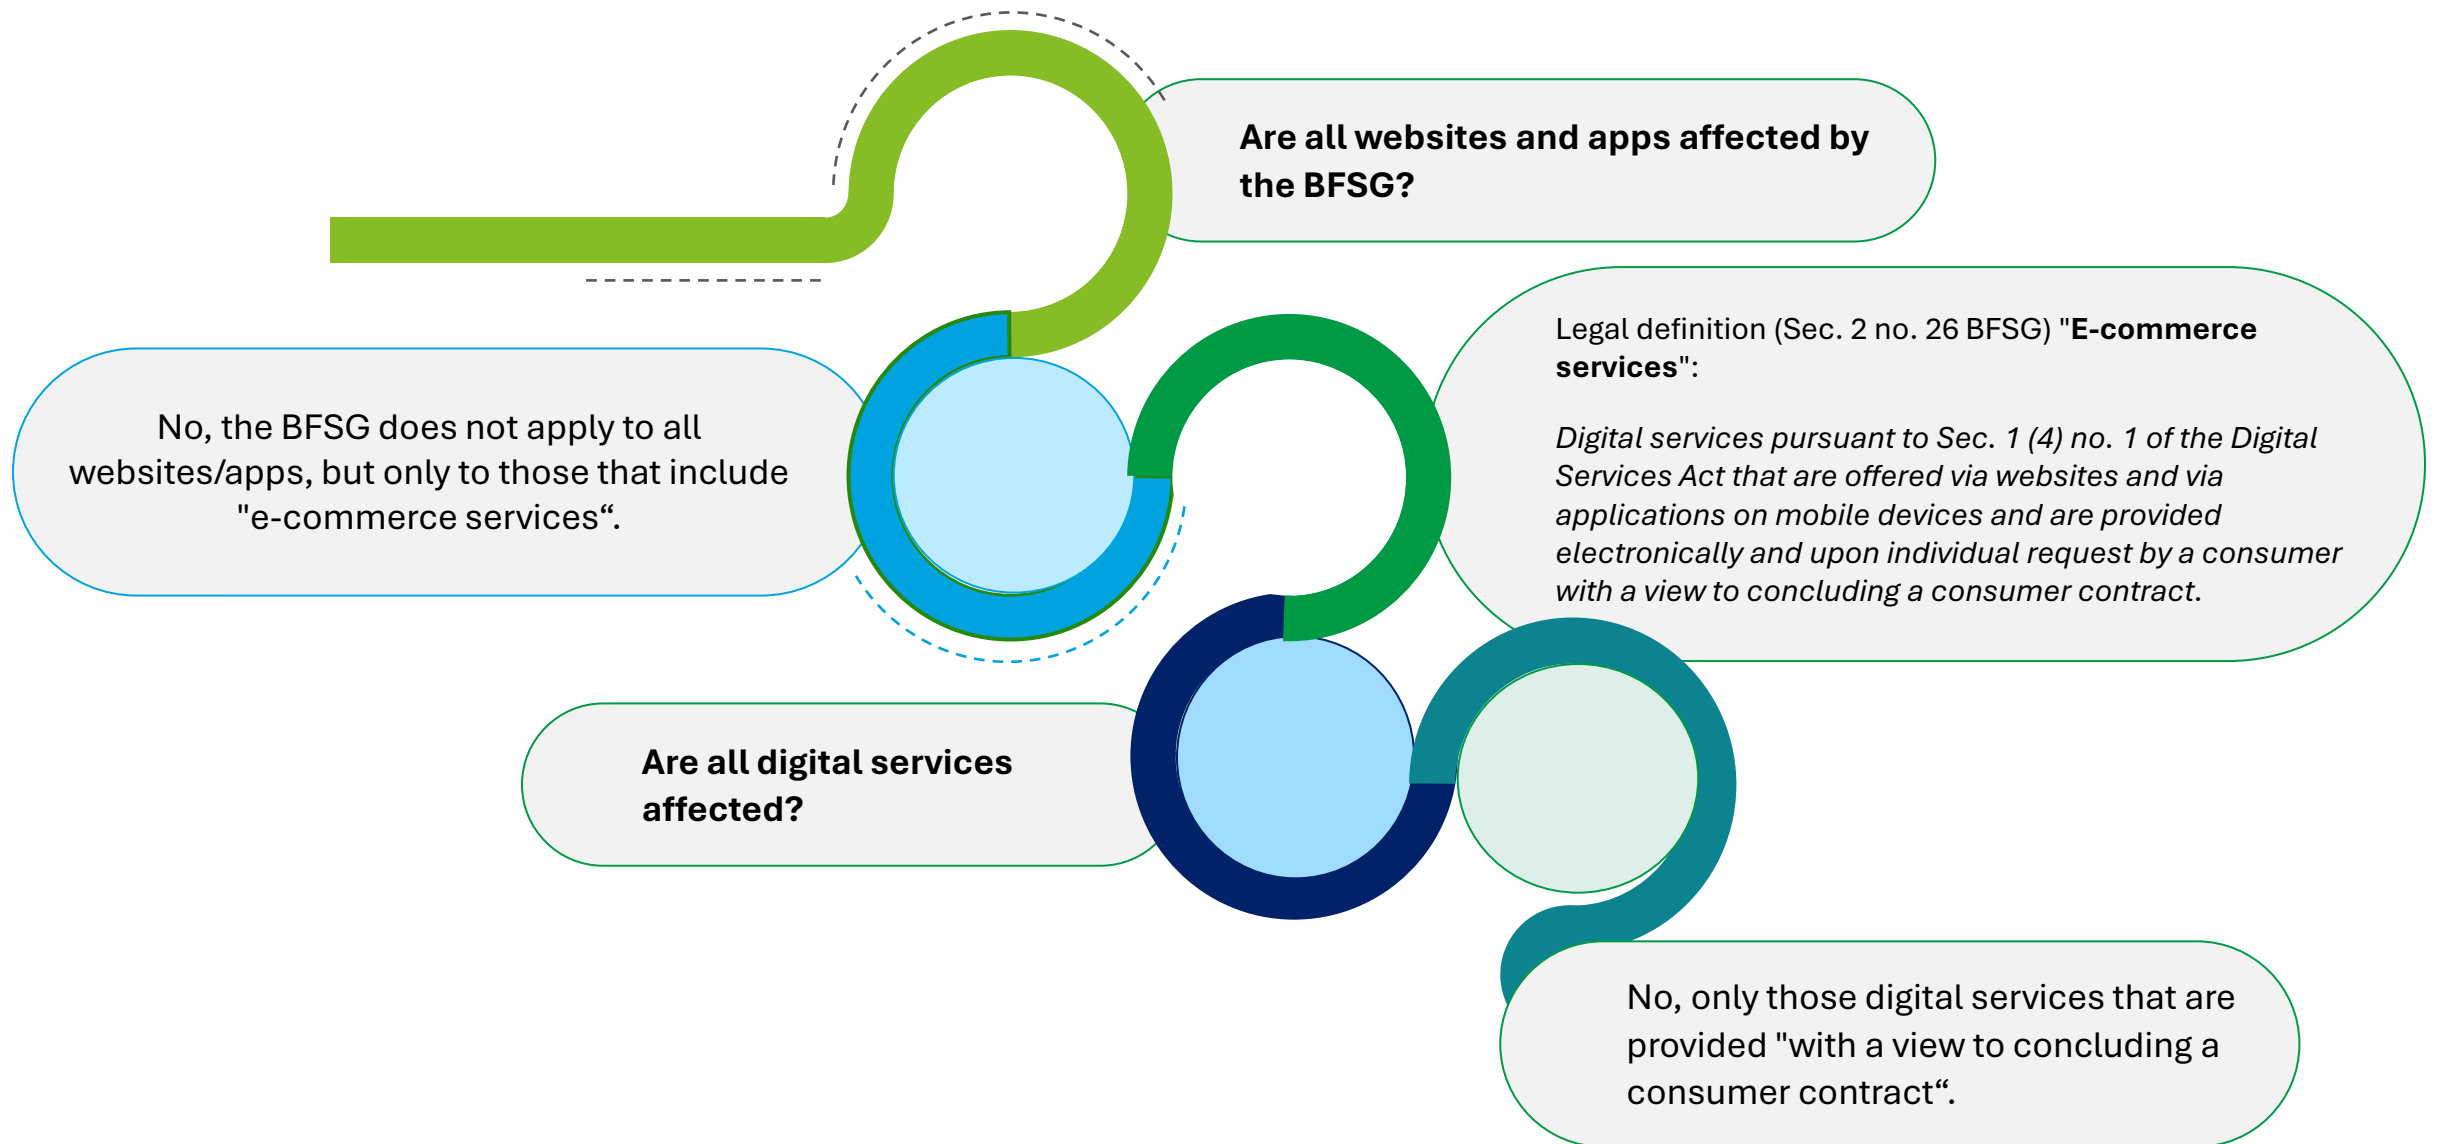 Are all websites and apps affected by
the BFSG?
No, the BFSG does not apply to all
websites/apps, but only to those that include
"e-commerce services“.
Legal definition (Sec. 2 no. 26 BFSG) "E-commerce
services":
Digital services pursuant to Sec. 1 (4) no. 1 of the Digital
Services Act that are offered via websites and via
applications on mobile devices and are provided
electronically and upon individual request by a consumer
with a view to concluding a consumer contract.
Are all digital services
affected?
No, only those digital services that are
provided "with a view to concluding a
consumer contract“.